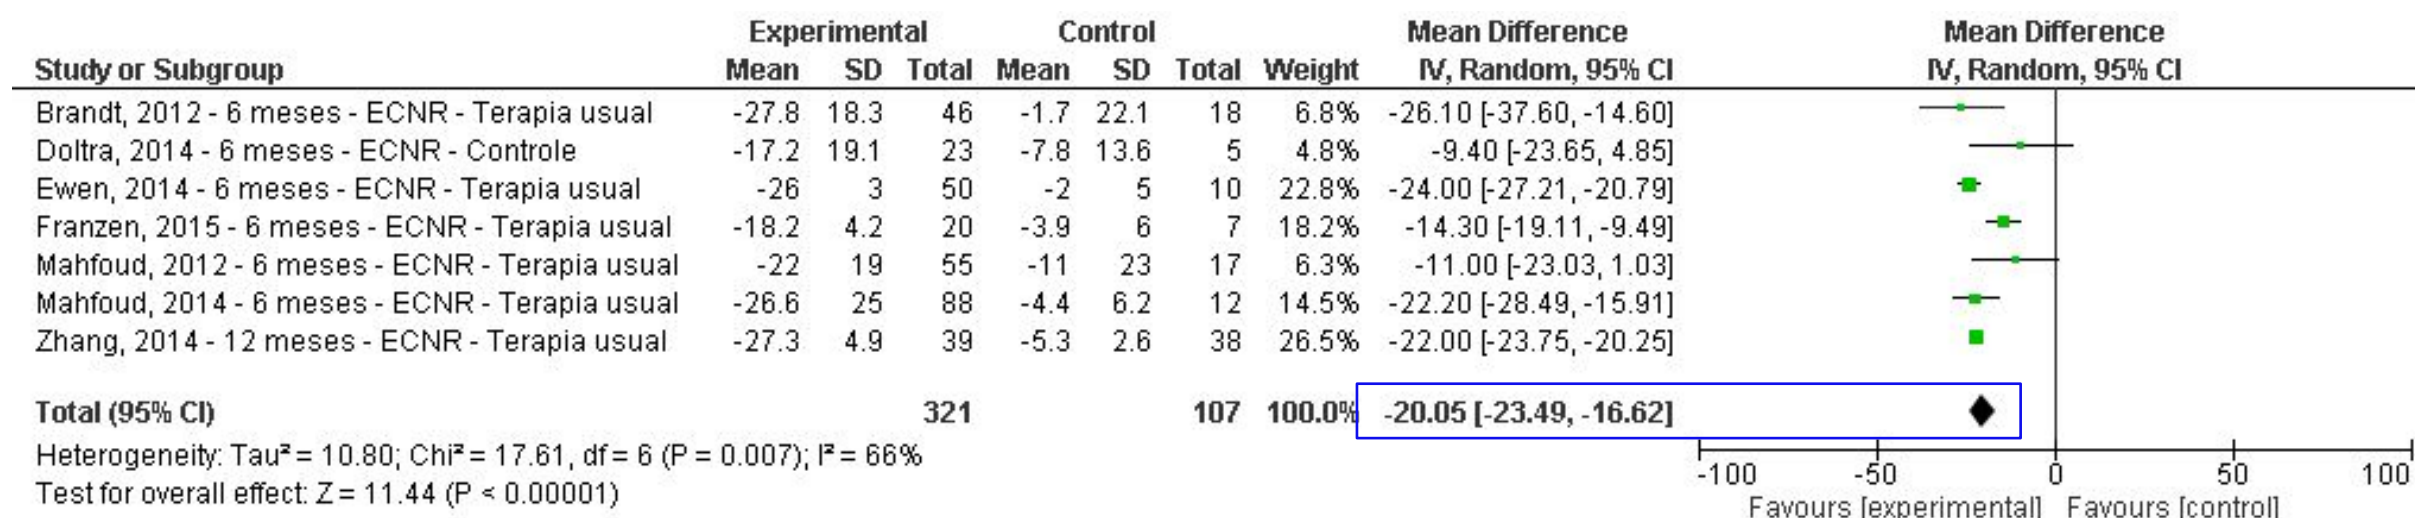 Experimental Control Mean Difference Mean Difference
Study or Subgroup Mean SD Total Mean SD Total Weight IV, Random, 95% CI IV, Random, 95% CI
Brandt, 2012 - 6 meses - ECNR - Terapia usual -27.8 18.3 46 -1.7 22.1 18 6.8% -26.10 [-37.60, -14.60]
Doltra, 2014 - 6 meses - ECNR - Controle -17.2 19.1 23 -7.8 13.6 5 4.8% -9.40 [-23.65, 4.85]
Ewen, 2014 - 6 meses - ECNR - Terapia usual -26 3 50 -2 5 10 22.8% -24.00 [-27.21, -20.79]
Franzen, 2015 - 6 meses - ECNR - Terapia usual -18.2 4.2 20 -3.9 6 7 18.2% -14.30 [-19.11, -9.49]
Mahfoud, 2012 - 6 meses - ECNR - Terapia usual -22 19 55 -11 23 17 6.3% -11.00 [-23.03, 1.03]
Mahfoud, 2014 - 6 meses - ECNR - Terapia usual -26.6 25 88 -4.4 6.2 12 14.5% -22.20 [-28.49, -15.91]
Zhang, 2014 - 12 meses - ECNR - Terapia usual -27.3 4.9 39 -5.3 2.6 38 26.5% -22.00 [-23.75, -20.25]
Total (95% CI) 321 107 100.0% -20.05 [-23.49, -16.62]
Heterogeneity: Tau² = 10.80; Chi² = 17.61, df = 6 (P = 0.007); I² = 66%
Test for overall effect: Z = 11.44 (P < 0.00001)
-100 -50 0 50 100
Favours [experimental] Favours [control]